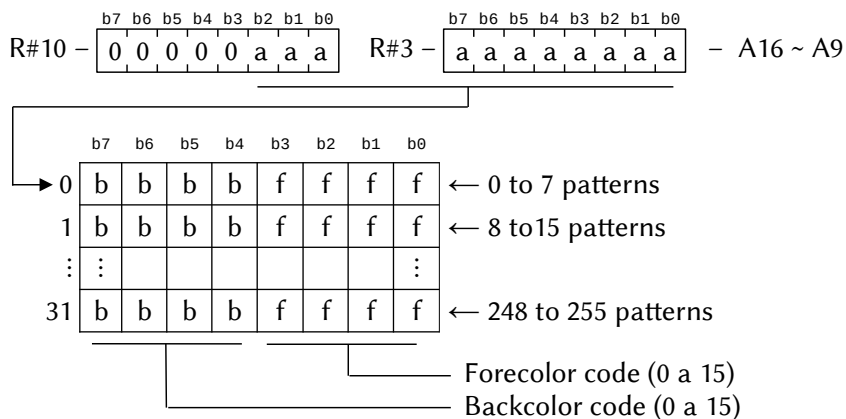 b7 b6 b5 b4 b3 b2 b1 b0 b7 b6 b5 b4 b3 b2 b1 b0
R#10 – 0 0 0 0 0 a a a R#3 – a a a a a a a a – A16 ~ A9
b7 b6 b5 b4 b3 b2 b1 b0
0 b b b b f f f f ← 0 to 7 patterns
1 b b b b f f f f ← 8 to15 patterns
⋮ ⋮ ⋮
31 b b b b f f f f ← 248 to 255 patterns
Forecolor code (0 a 15)
Backcolor code (0 a 15)